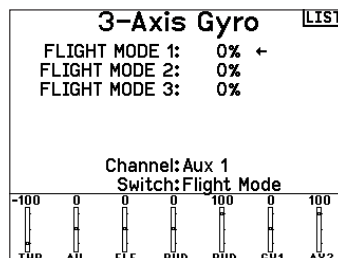 3-Axis Gyro
LIST
FLIGHT MODE 1: 0% ←
FLIGHT MODE 2: 0%
FLIGHT MODE 3: 0%
Channel: Aux 1
Switch: Flight Mode
-100 0 0 0 100 0 100